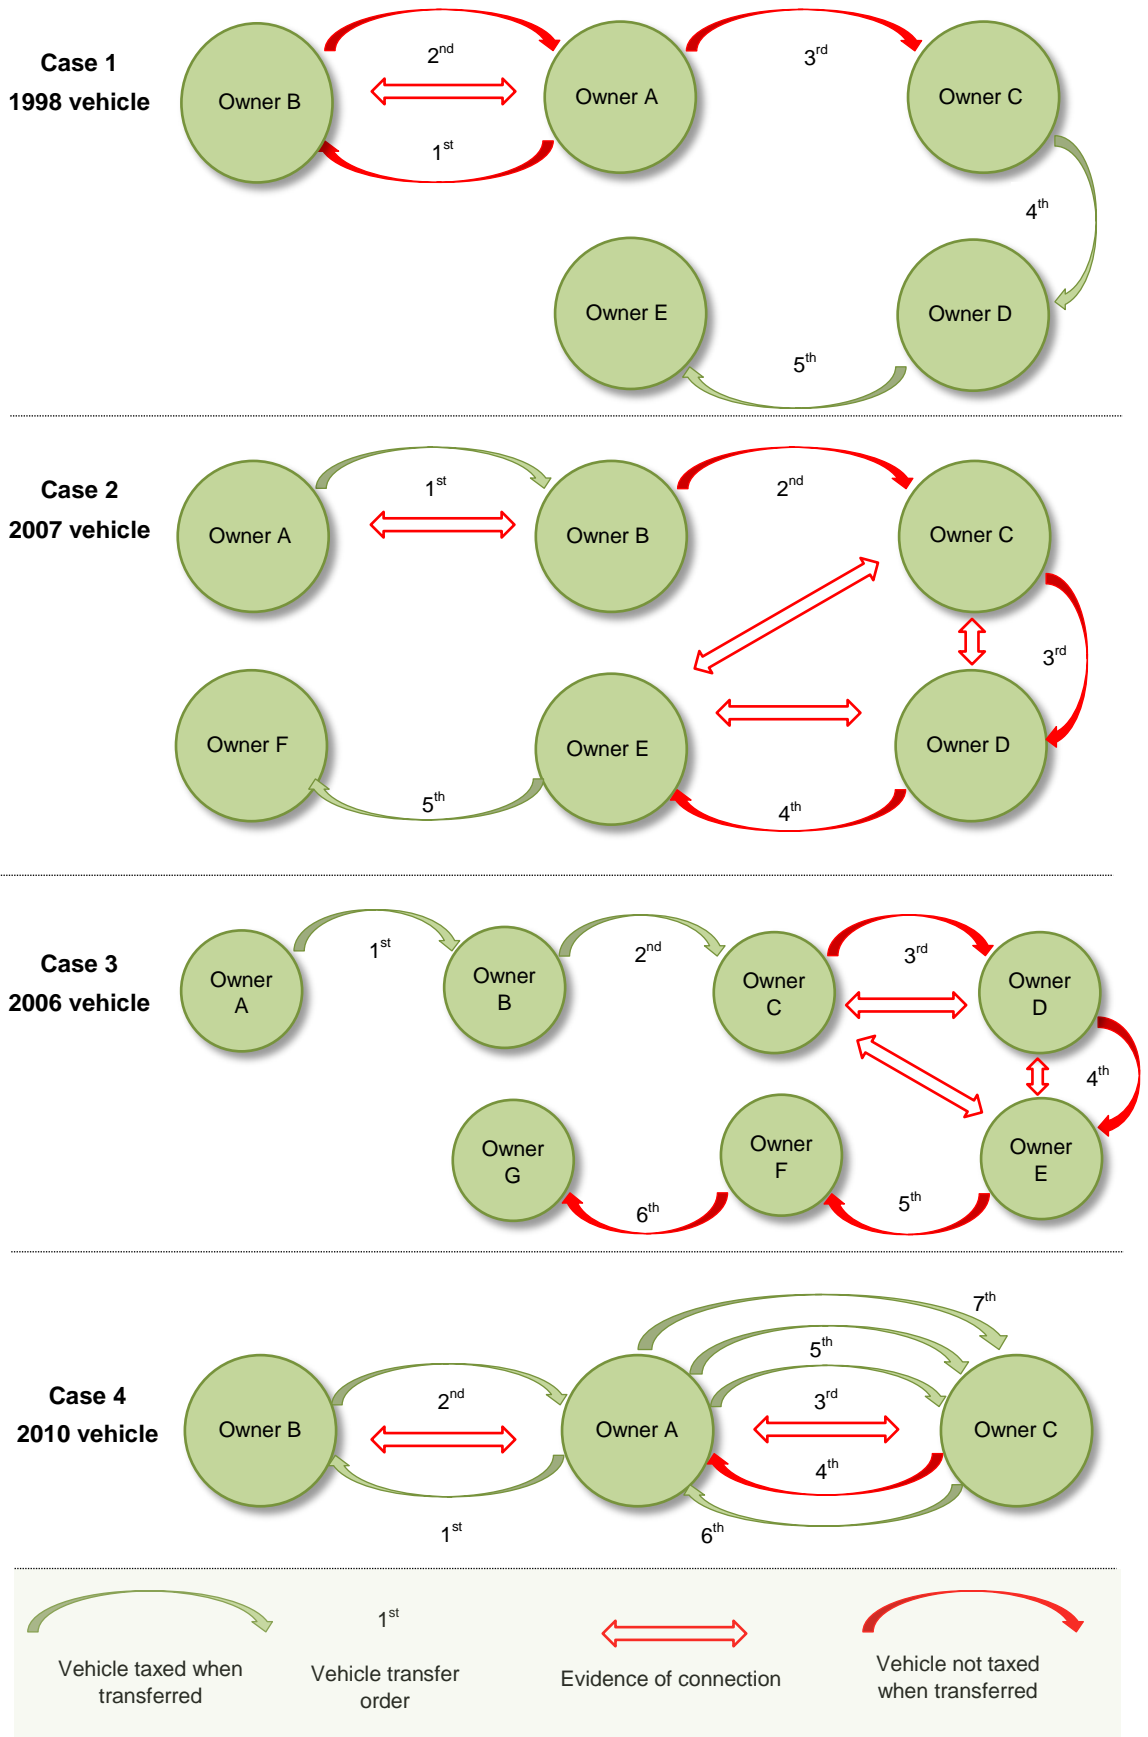 Case 1
1998 vehicle
Owner B
2nd
1st
Owner A
3rd
Owner C
4th
Owner D
5th
Owner E
Case 2
2007 vehicle
Owner A
1st
Owner B
2nd
Owner C
3rd
Owner D
4th
Owner E
5th
Owner F
Case 3
2006 vehicle
Owner
A
1st
Owner
B
2nd
Owner
C
3rd
Owner
D
4th
Owner
E
5th
Owner
F
6th
Owner
G
Case 4
2010 vehicle
Owner B
2nd
1st
Owner A
7th
5th
3rd
4th
6th
Owner C
Vehicle taxed when
transferred
1st
Vehicle transfer
order
Evidence of connection
Vehicle not taxed
when transferred